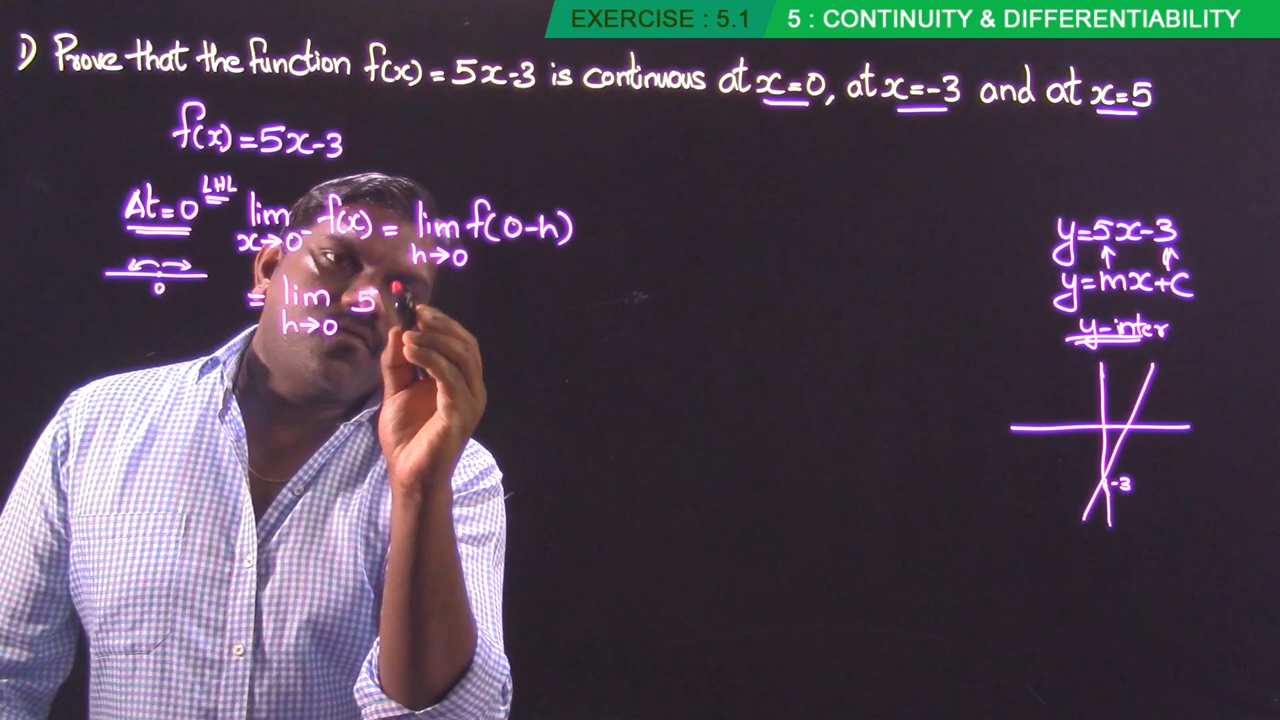 EXERCISE : 5.1 5 : CONTINUITY & DIFFERENTIABILITY
1) Prove that the function f(x) = 5x-3 is continuous at x=0, at x=-3 and at x=5
f(x) = 5x-3
At=0 LHL lim x→0⁻ f(x) = lim h→0 f(0-h)
0
= lim h→0 5
y=5x-3
y=mx+c
y-inter
-3